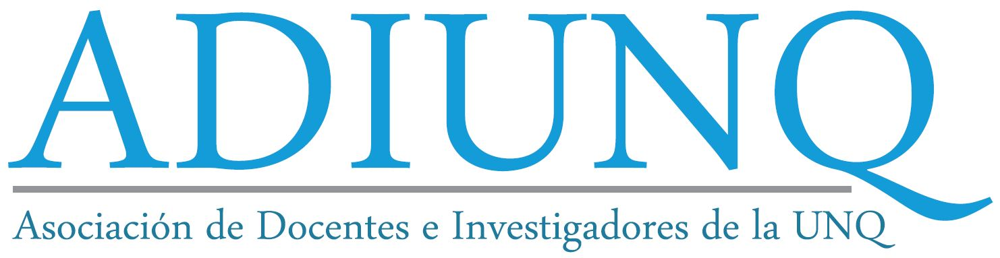 ADIUNQ
Asociación de Docentes e Investigadores de la UNQ